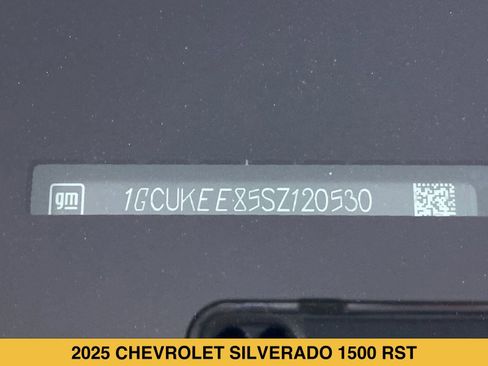 gm 1GCUKEE85SZ120530
2025 CHEVROLET SILVERADO 1500 RST